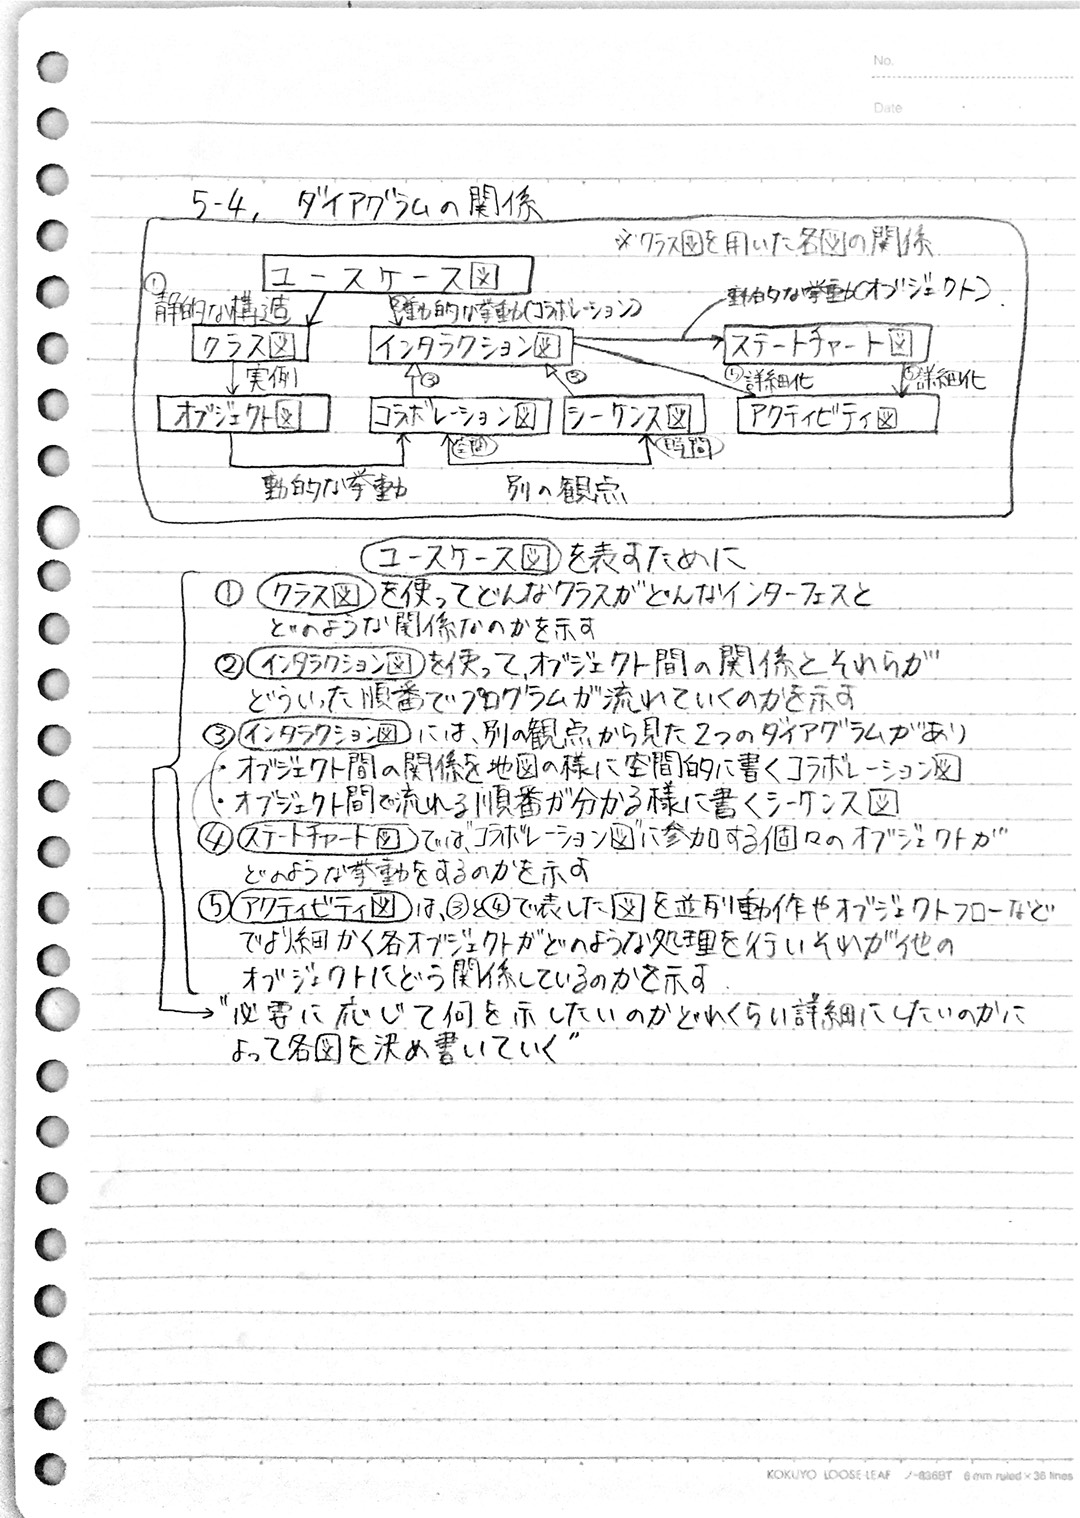 No.
Date
5-4, ダイアグラムの関係
※クラス図を用いた各図の関係
ユースケース図
① 静的な構造
動的な挙動(コラボレーション)
動的な挙動(オブジェクト)
クラス図
インタラクション図
ステートチャート図
実例
③
③
詳細化
詳細化
オブジェクト図
コラボレーション図
シーケンス図
アクティビティ図
空間
時間
動的な挙動
別の観点
ユースケース図を表すために
① クラス図を使ってどんなクラスがどんなインターフェスと
どのような関係なのかを示す
② インタラクション図を使って、オブジェクト間の関係とそれらが
どういった順番でプログラムが流れていくのかを示す
③ インタラクション図には、別の観点から見た2つのダイアグラムがあり
・オブジェクト間の関係を地図の様に空間的に書くコラボレーション図
・オブジェクト間で流れる順番が分かる様に書くシーケンス図
④ ステートチャート図では"コラボレーション図"に参加する個々のオブジェクトが
どのような挙動をするのかを示す
⑤ アクティビティ図は、③と④で表した図を並列動作やオブジェクトフローなど
でより細かく各オブジェクトがどのような処理を行いそれが他の
オブジェクトにどう関係しているのかを示す.
"必要に応じて何を示したいのかどれくらい詳細にしたいのかに
よって各図を決め書いていく"
KOKUYO LOOSE-LEAF ノ-836BT 6 mm ruled × 36 lines